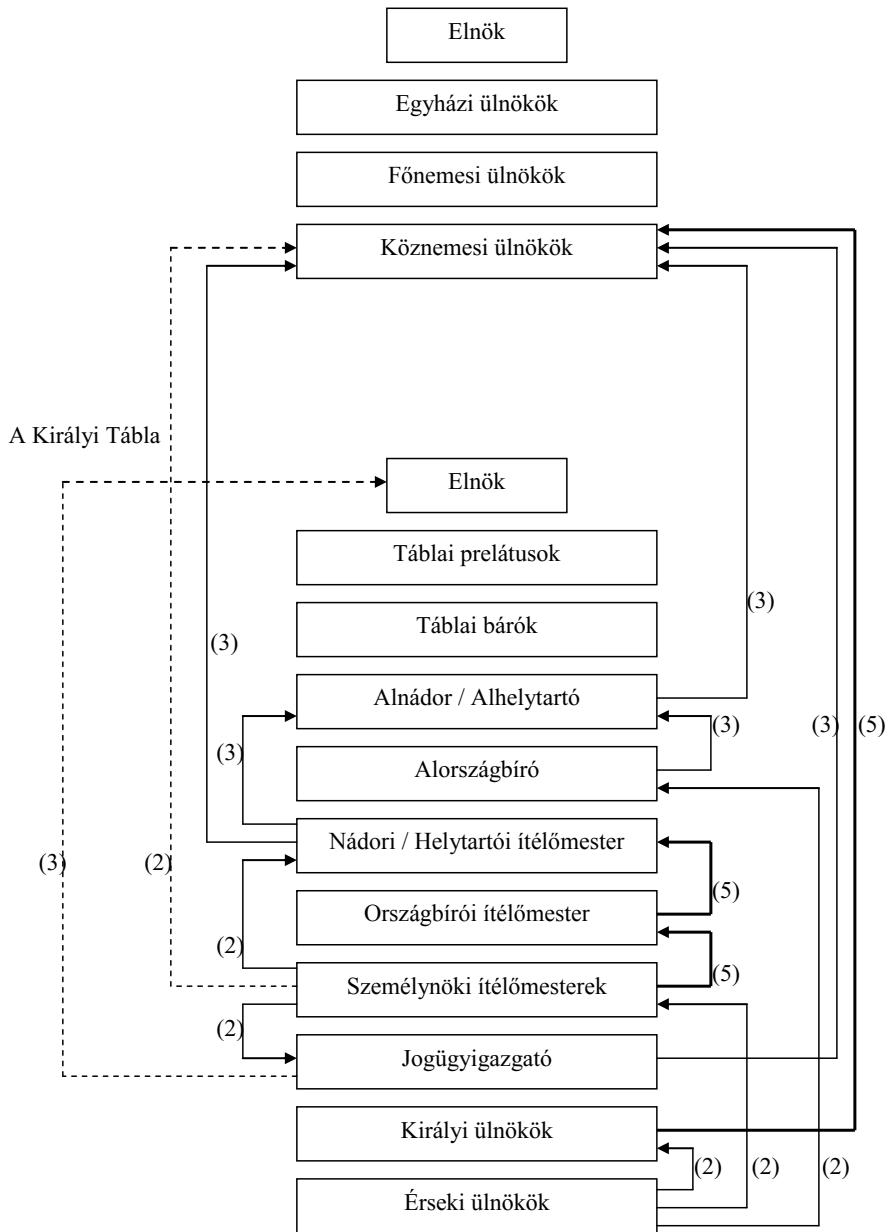 Elnök
Egyházi ülnökök
Főnemesi ülnökök
Köznemesi ülnökök
A Királyi Tábla
Elnök
Táblai prelátusok
Táblai bárók
(3)
(3)
Alnádor / Alhelytartó
(3)
(3)
(3)
(5)
Alországbíró
Nádori / Helytartói ítélőmester
(3)
(2)
(5)
Országbírói ítélőmester
(2)
(5)
Személynöki ítélőmesterek
(2)
Jogügyigazgató
Királyi ülnökök
(2)
(2)
(2)
Érseki ülnökök